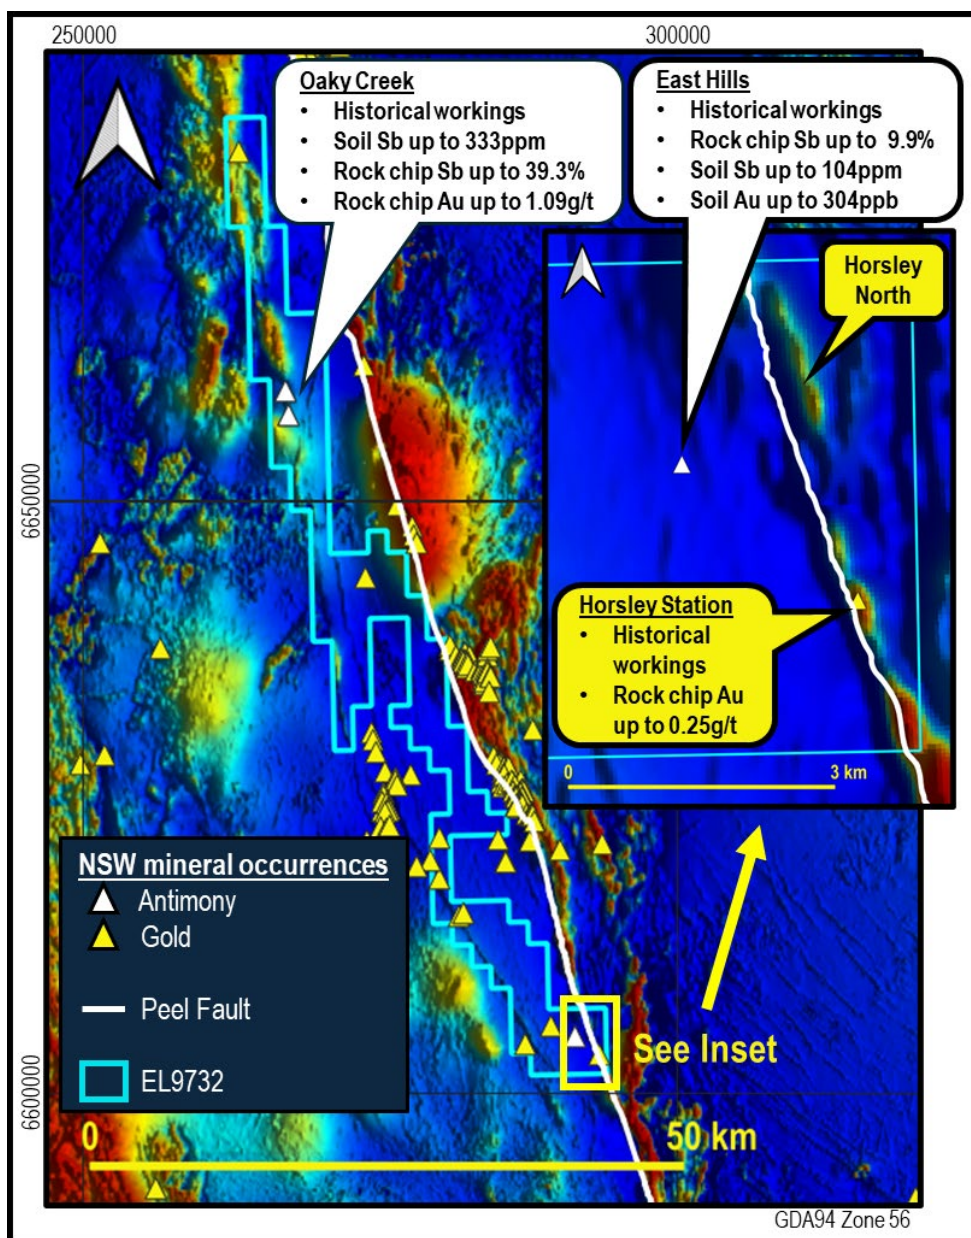 250000
300000
Oaky Creek
• Historical workings
• Soil Sb up to 333ppm
• Rock chip Sb up to 39.3%
• Rock chip Au up to 1.09g/t
East Hills
• Historical workings
• Rock chip Sb up to 9.9%
• Soil Sb up to 104ppm
• Soil Au up to 304ppb
Horsley
North
6650000
Horsley Station
• Historical
workings
• Rock chip Au
up to 0.25g/t
0
3 km
NSW mineral occurrences
Antimony
Gold
Peel Fault
EL9732
See Inset
6600000
0
50 km
GDA94 Zone 56